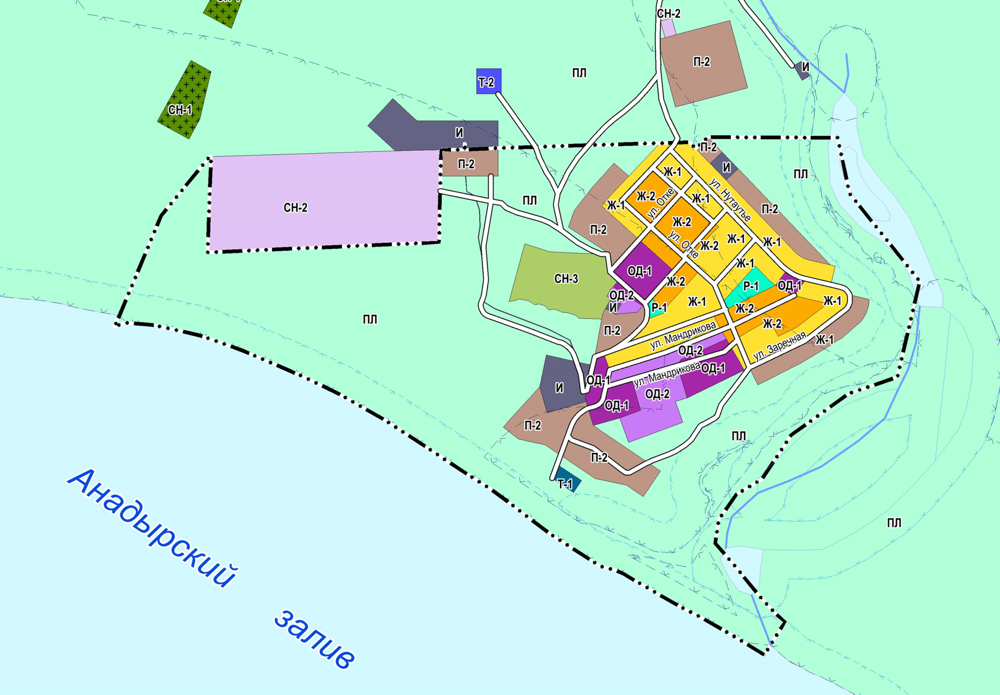 СН-1
СН-2
П-2
И
ПЛ
Т-2
СН-1
И
П-2
И
П-2
ПЛ
Ж-1
ул. Нутаутье
Ж-2
ул. Отке
Ж-1
ПЛ
Ж-1
СН-2
П-2
Ж-2
П-2
ул. Отке
Ж-2
Ж-1
Ж-1
Ж-1
ОД-1
СН-3
Ж-2
Р-1
ОД-1
ОД-2
И
Р-1
Ж-1
Ж-2
Ж-1
ПЛ
П-2
ул. Мандрикова
Ж-2
Ж-1
ул. Заречная
ОД-2
ОД-1
ул. Мандрикова
ОД-1
И
ОД-2
ОД-1
П-2
ПЛ
П-2
Т-1
ПЛ
Анадырский
залив